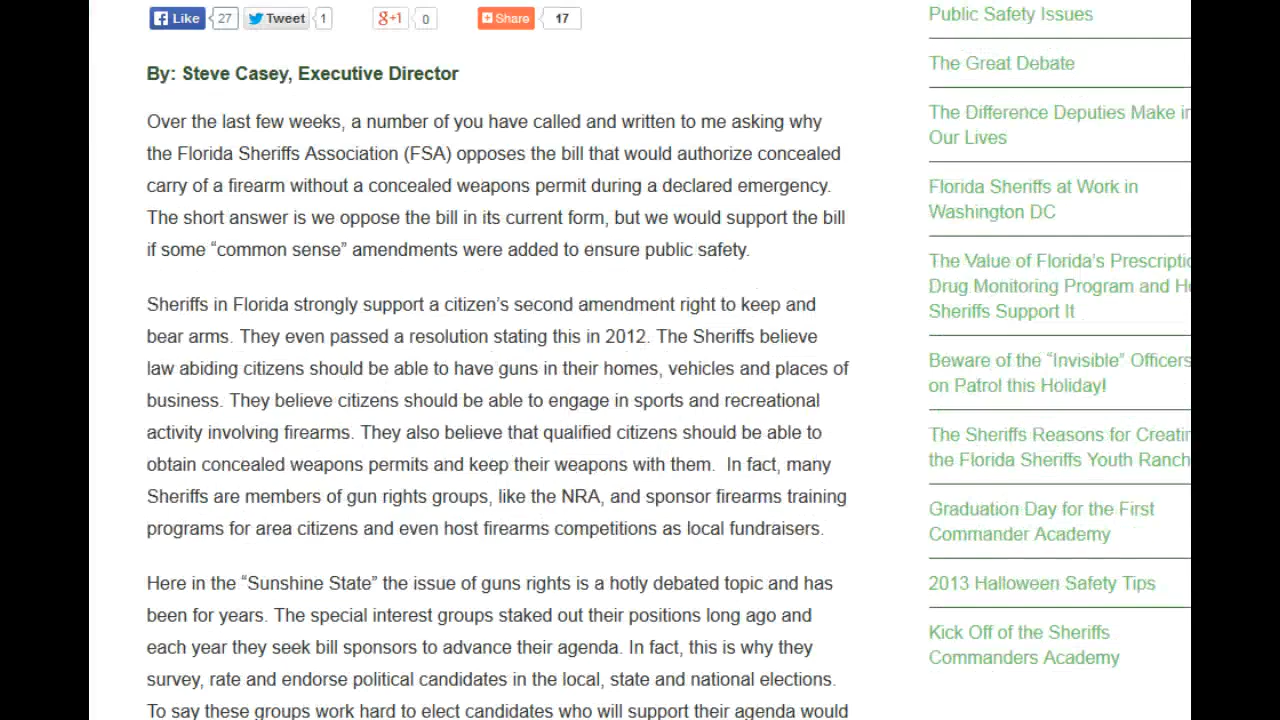 Like 27 Tweet 1 g+1 0 Share 17
By: Steve Casey, Executive Director
Over the last few weeks, a number of you have called and written to me asking why
the Florida Sheriffs Association (FSA) opposes the bill that would authorize concealed
carry of a firearm without a concealed weapons permit during a declared emergency.
The short answer is we oppose the bill in its current form, but we would support the bill
if some “common sense” amendments were added to ensure public safety.
Sheriffs in Florida strongly support a citizen’s second amendment right to keep and
bear arms. They even passed a resolution stating this in 2012. The Sheriffs believe
law abiding citizens should be able to have guns in their homes, vehicles and places of
business. They believe citizens should be able to engage in sports and recreational
activity involving firearms. They also believe that qualified citizens should be able to
obtain concealed weapons permits and keep their weapons with them. In fact, many
Sheriffs are members of gun rights groups, like the NRA, and sponsor firearms training
programs for area citizens and even host firearms competitions as local fundraisers.
Here in the “Sunshine State” the issue of guns rights is a hotly debated topic and has
been for years. The special interest groups staked out their positions long ago and
each year they seek bill sponsors to advance their agenda. In fact, this is why they
survey, rate and endorse political candidates in the local, state and national elections.
To say these groups work hard to elect candidates who will support their agenda would
Public Safety Issues
The Great Debate
The Difference Deputies Make in
Our Lives
Florida Sheriffs at Work in
Washington DC
The Value of Florida’s Prescriptio
Drug Monitoring Program and Ho
Sheriffs Support It
Beware of the “Invisible” Officers
on Patrol this Holiday!
The Sheriffs Reasons for Creatin
the Florida Sheriffs Youth Ranch
Graduation Day for the First
Commander Academy
2013 Halloween Safety Tips
Kick Off of the Sheriffs
Commanders Academy